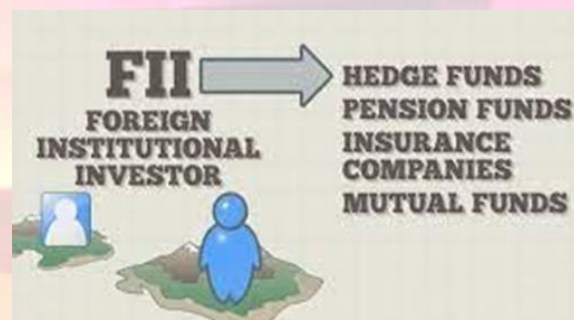 FII
FOREIGN
INSTITUTIONAL
INVESTOR
HEDGE FUNDS
PENSION FUNDS
INSURANCE
COMPANIES
MUTUAL FUNDS